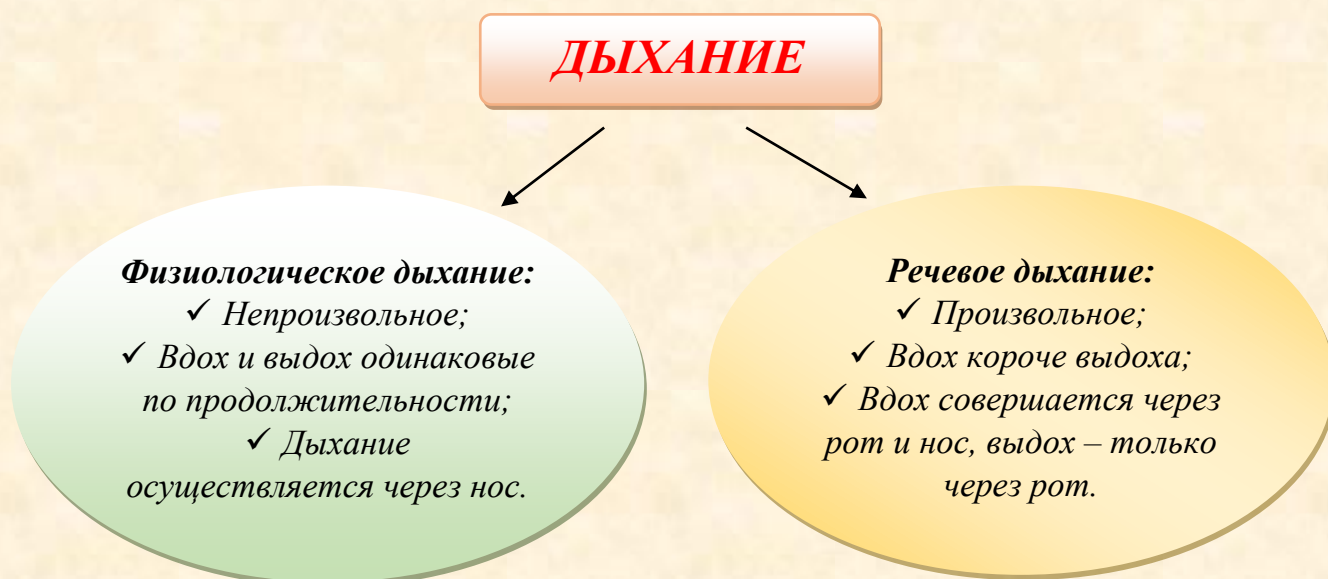 ДЫХАНИЕ
Физиологическое дыхание:
✓ Непроизвольное;
✓ Вдох и выдох одинаковые
по продолжительности;
✓ Дыхание
осуществляется через нос.
Речевое дыхание:
✓ Произвольное;
✓ Вдох короче выдоха;
✓ Вдох совершается через
рот и нос, выдох – только
через рот.